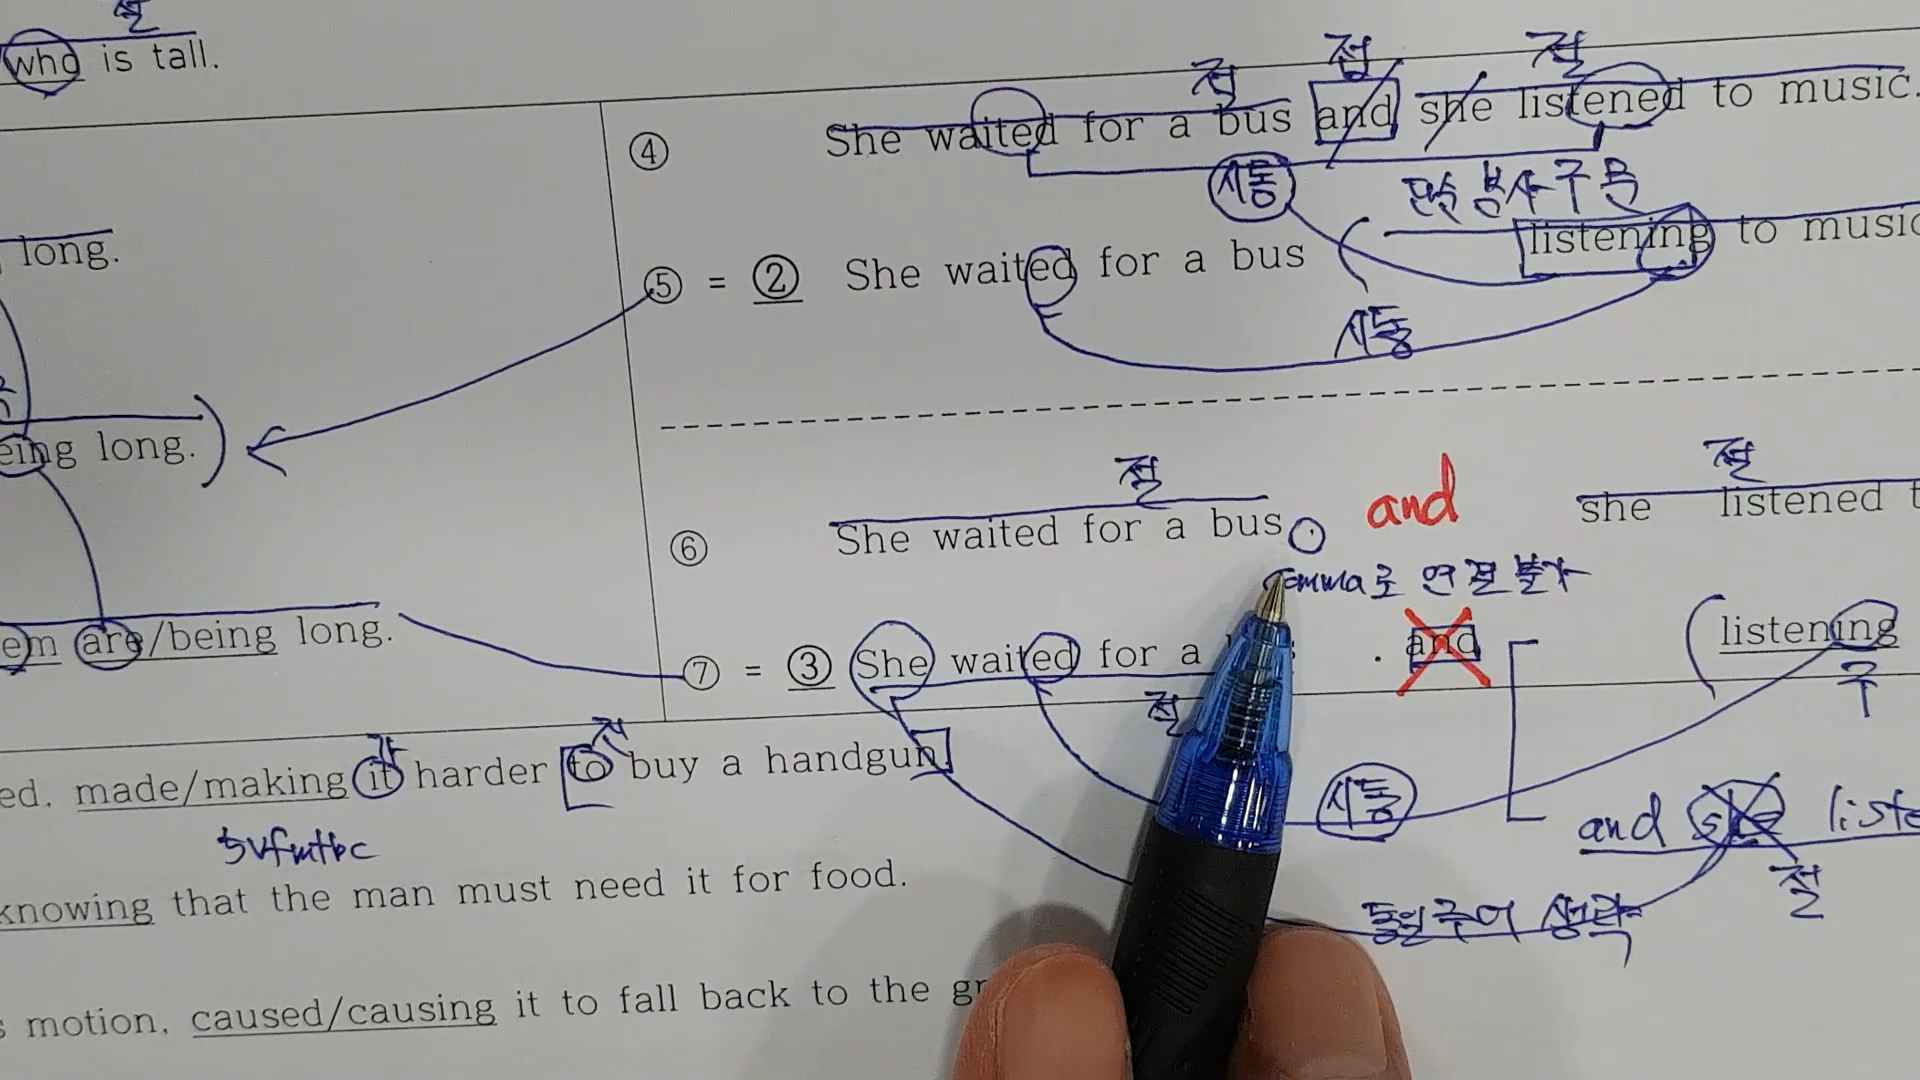 절
who is tall.
절 접 절
④ She waited for a bus and she listened to music.
시동 단순 봉사구문
long.
⑤ = ② She waited for a bus listening to music
시동
eing long.
절 절
⑥ She waited for a bus, and she listened t
comma로 연결 불가
em are/being long.
⑦ = ③ She waited for a . and listening
절 구
ed. made/making it harder to buy a handgun.
시동
and she liste
절
knowing that the man must need it for food.
동일주어 생략
s motion, caused/causing it to fall back to the gr